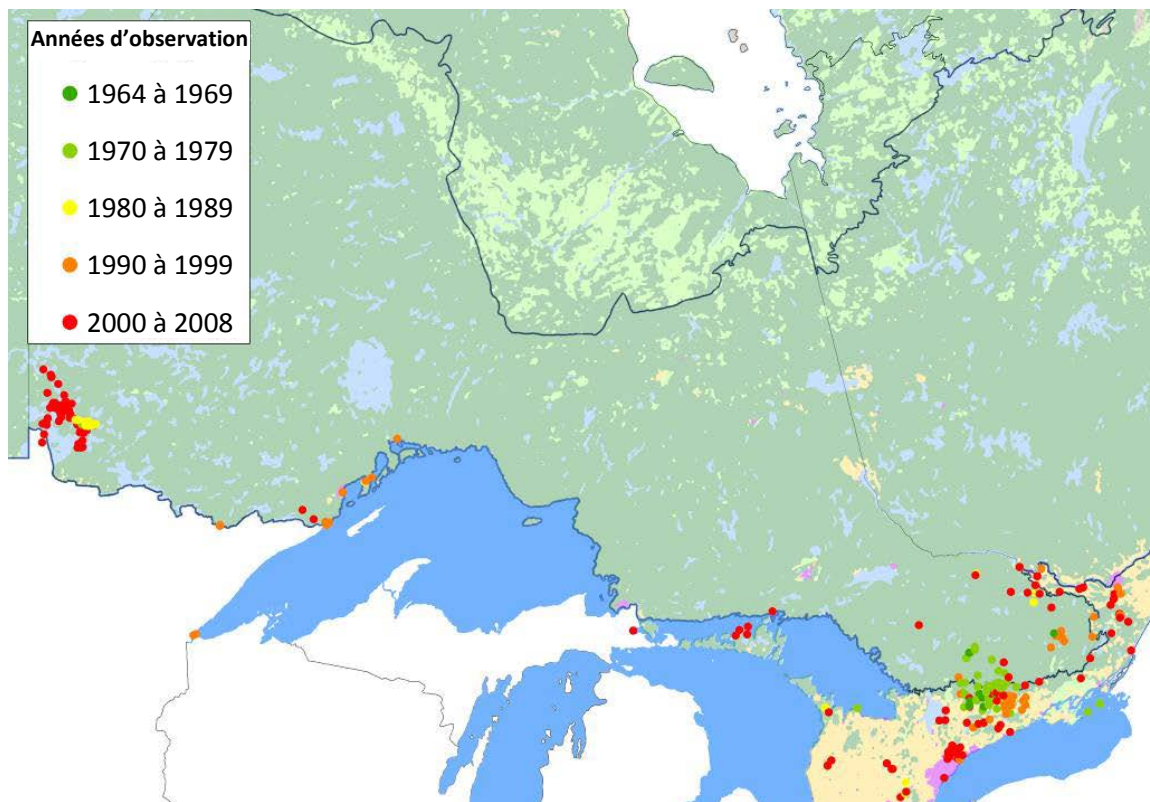 Années d'observation
1964 à 1969
1970 à 1979
1980 à 1989
1990 à 1999
2000 à 2008